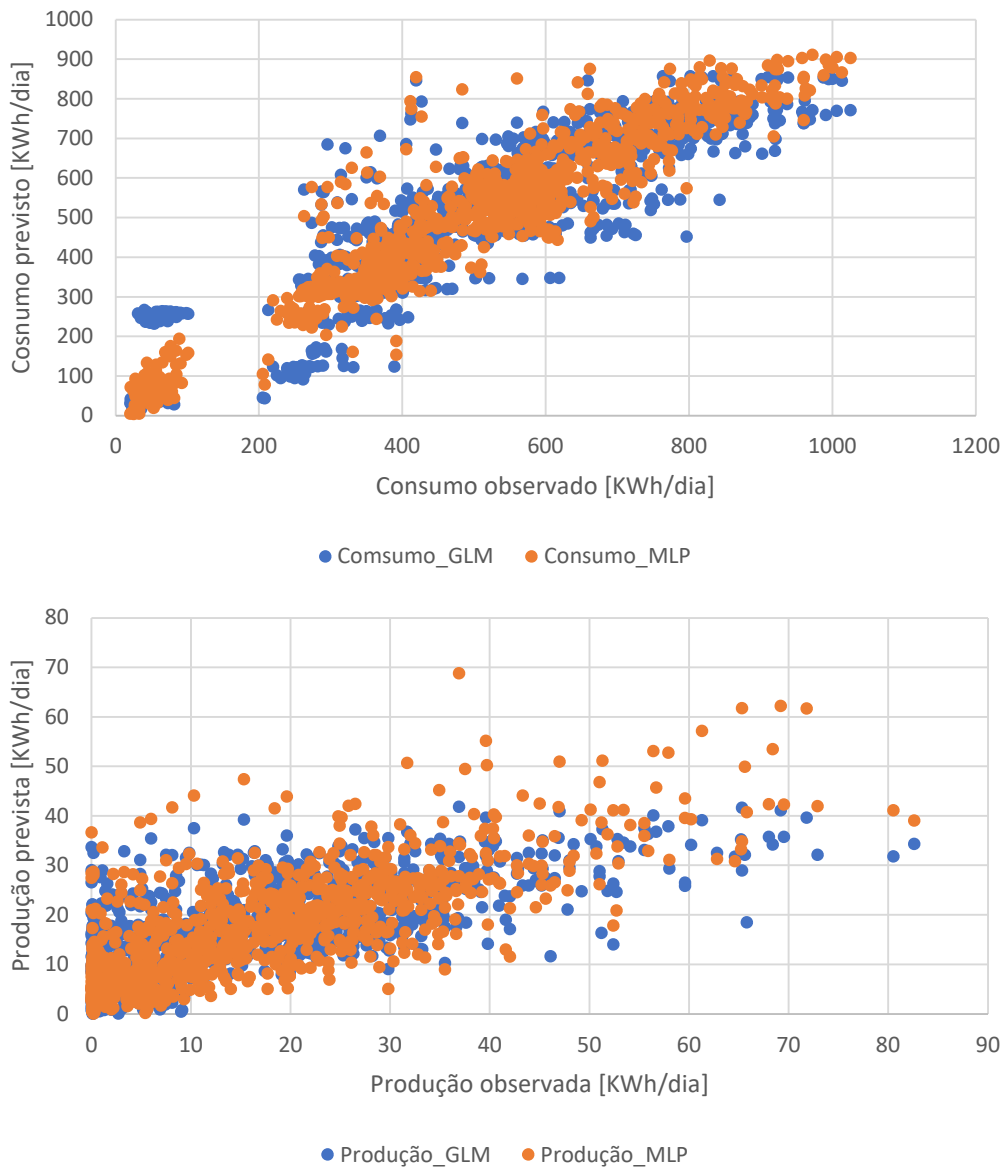 1000
900
800
700
600
500
400
300
200
100
0
0 200 400 600 800 1000 1200
Cosnumo previsto [KWh/dia]
Consumo observado [KWh/dia]
Comsumo_GLM Consumo_MLP
80
70
60
50
40
30
20
10
0
0 10 20 30 40 50 60 70 80 90
Produção prevista [KWh/dia]
Produção observada [KWh/dia]
Produção_GLM Produção_MLP